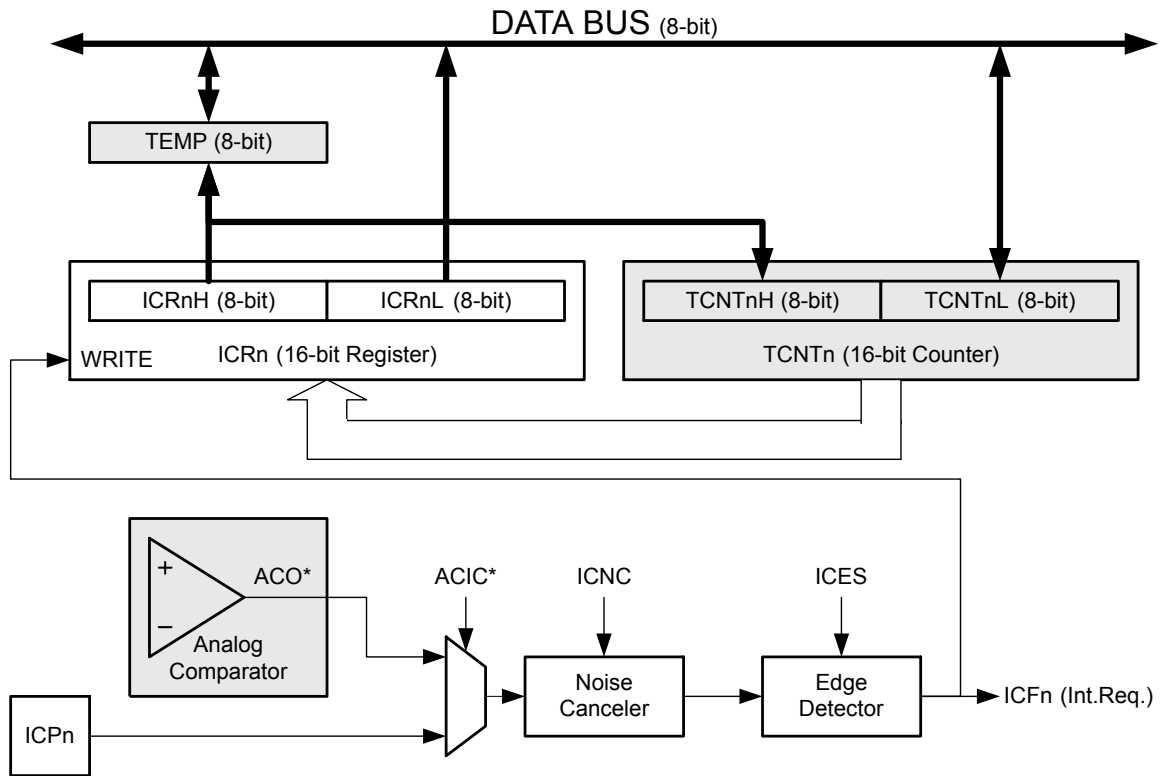 DATA BUS (8-bit)
TEMP (8-bit)
ICRnH (8-bit)
ICRnL (8-bit)
TCNTnH (8-bit)
TCNTnL (8-bit)
WRITE
ICRn (16-bit Register)
TCNTn (16-bit Counter)
+
−
ACO*
Analog
Comparator
ACIC*
ICNC
ICES
Noise
Canceler
Edge
Detector
ICFn (Int.Req.)
ICPn